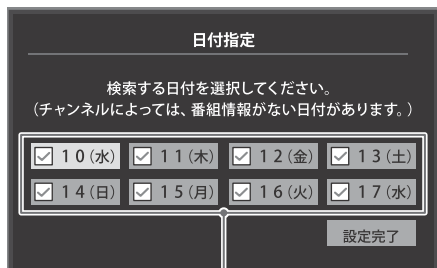 日付指定
検索する日付を選択してください。
(チャンネルによっては、番組情報がない日付があります。)
10(水) 11(木) 12(金) 13(土)
14(日) 15(月) 16(火) 17(水)
設定完了